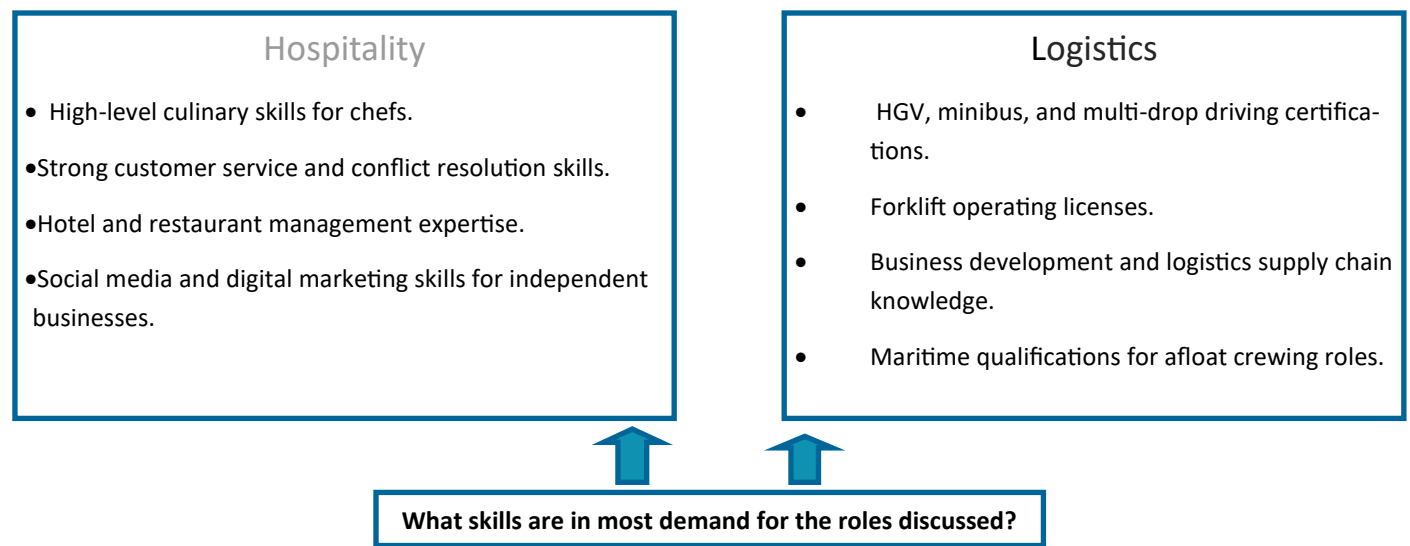 Hospitality
• High-level culinary skills for chefs.
•Strong customer service and conflict resolution skills.
•Hotel and restaurant management expertise.
•Social media and digital marketing skills for independent
businesses.
Logistics
• HGV, minibus, and multi-drop driving certifica-
tions.
• Forklift operating licenses.
• Business development and logistics supply chain
knowledge.
• Maritime qualifications for afloat crewing roles.
What skills are in most demand for the roles discussed?